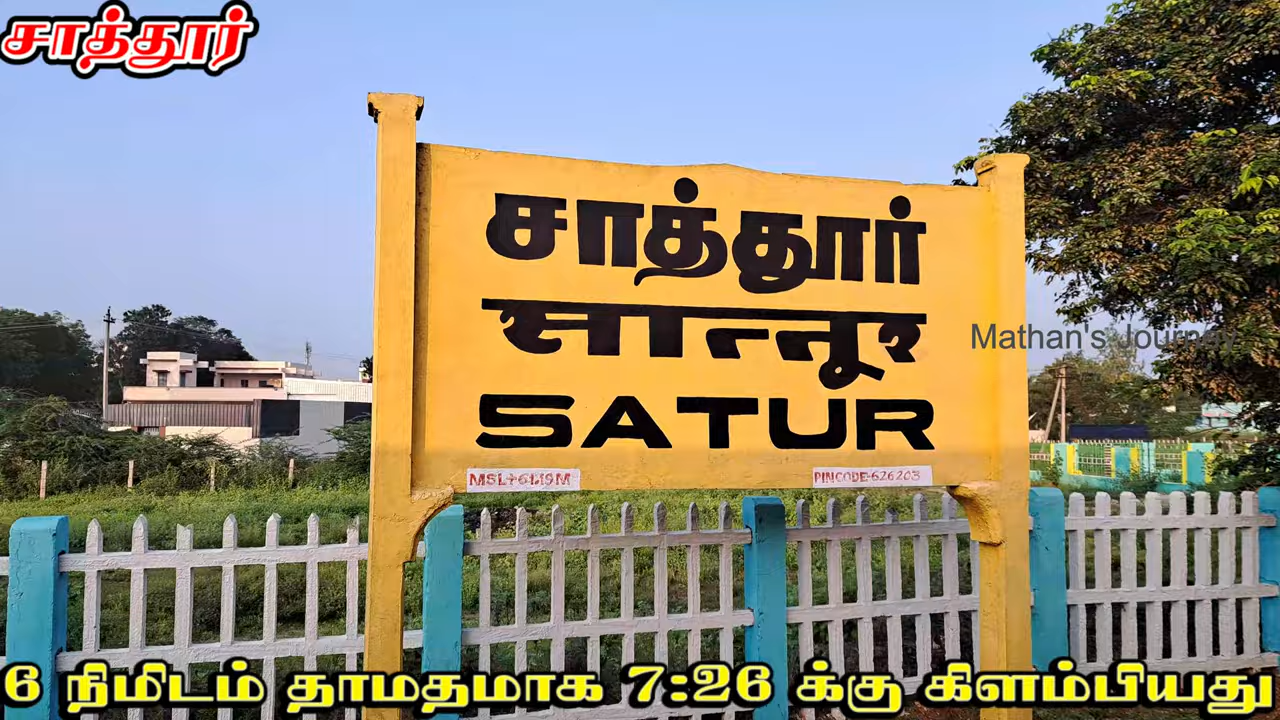 சாத்தூர்
சாத்தூர்
सात्तूर
SATUR
Mathan's Journey
MSL+61.19M
PINCODE-626203
6 நிமிடம் தாமதமாக 7:26 க்கு கிளம்பியது